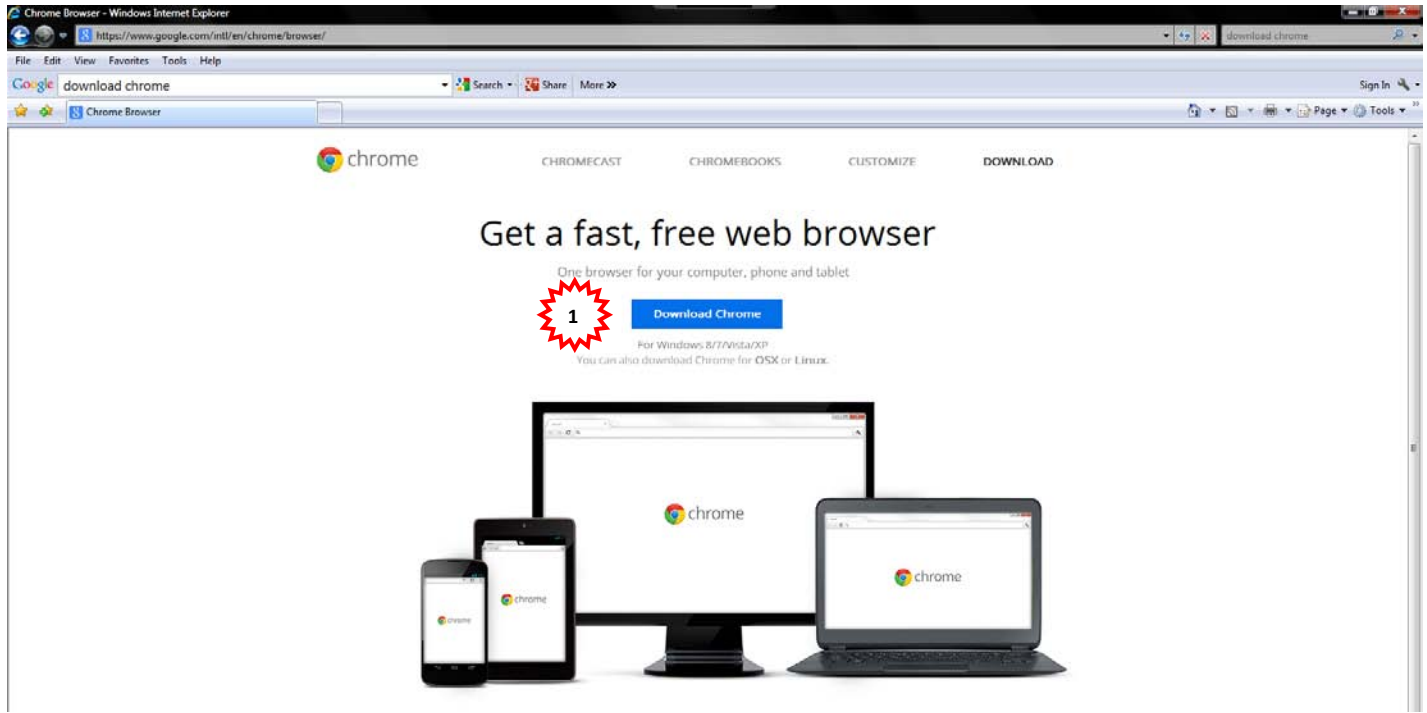 Chrome Browser - Windows Internet Explorer
https://www.google.com/intl/en/chrome/browser/
download chrome
File Edit View Favorites Tools Help
Google download chrome Search Share More Sign In
Chrome Browser Page Tools
chrome CHROMECAST CHROMEBOOKS CUSTOMIZE DOWNLOAD
Get a fast, free web browser
One browser for your computer, phone and tablet
1 Download Chrome
For Windows 8/7/Vista/XP
You can also download Chrome for OSX or Linux.
chrome
chrome
chrome
chrome